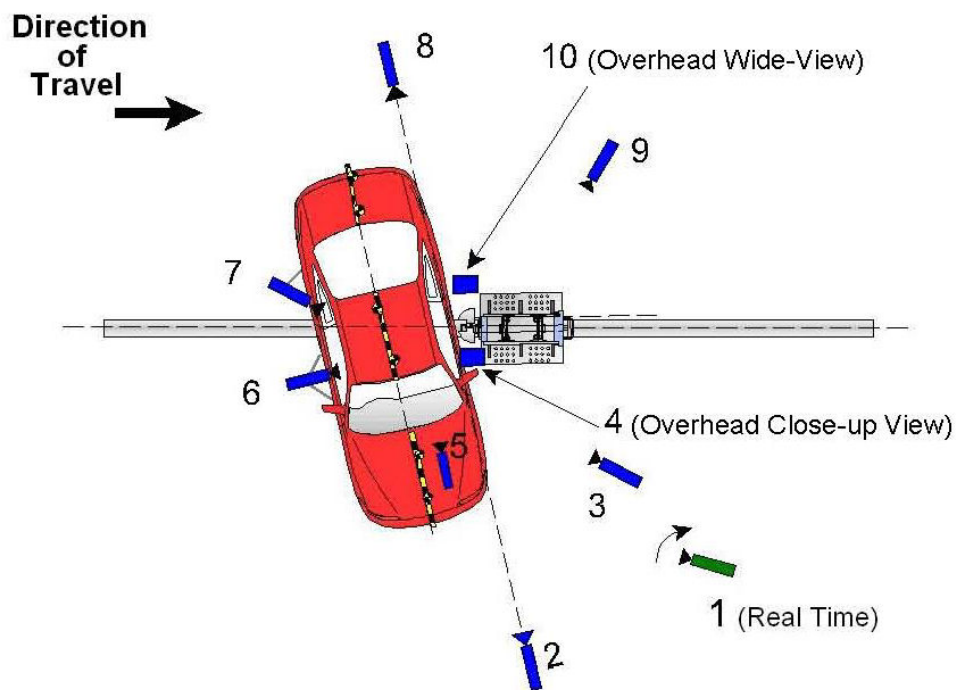 Direction
of
Travel
8
10 (Overhead Wide-View)
9
7
6
4 (Overhead Close-up View)
5
3
1 (Real Time)
2